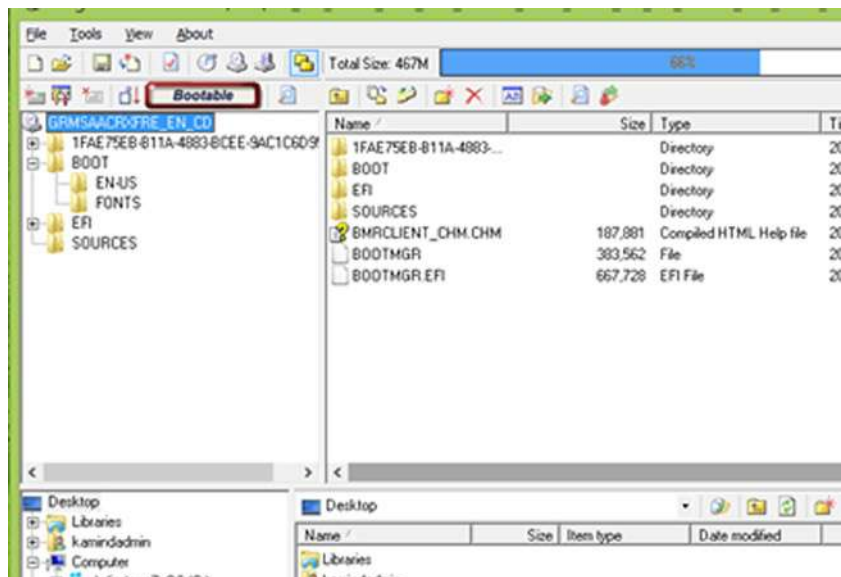 File Tools View About
Total Size: 467M 66%
Bootable
GRMSAACRXFRE_EN_CD
1FAE75EB-811A-4883-BCEE-9AC1C6D9
BOOT
EN-US
FONTS
EFI
SOURCES
Name Size Type
1FAE75EB-811A-4883-... Directory
BOOT Directory
EFI Directory
SOURCES Directory
BMRCLIENT_CHM.CHM 187,881 Compiled HTML Help file
BOOTMGR 383,562 File
BOOTMGR.EFI 667,728 EFI File
Desktop
Libraries
kamindadmin
Computer
Desktop
Name Size Item type Date modified
Libraries